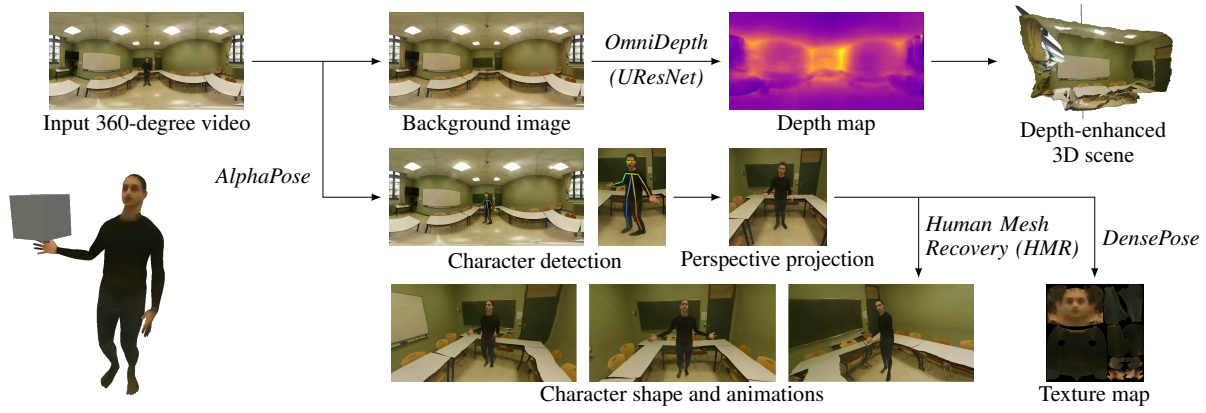 OmniDepth
(UResNet)
Input 360-degree video
Background image
Depth map
Depth-enhanced
3D scene
AlphaPose
Human Mesh
Recovery (HMR)
DensePose
Character detection
Perspective projection
Character shape and animations
Texture map